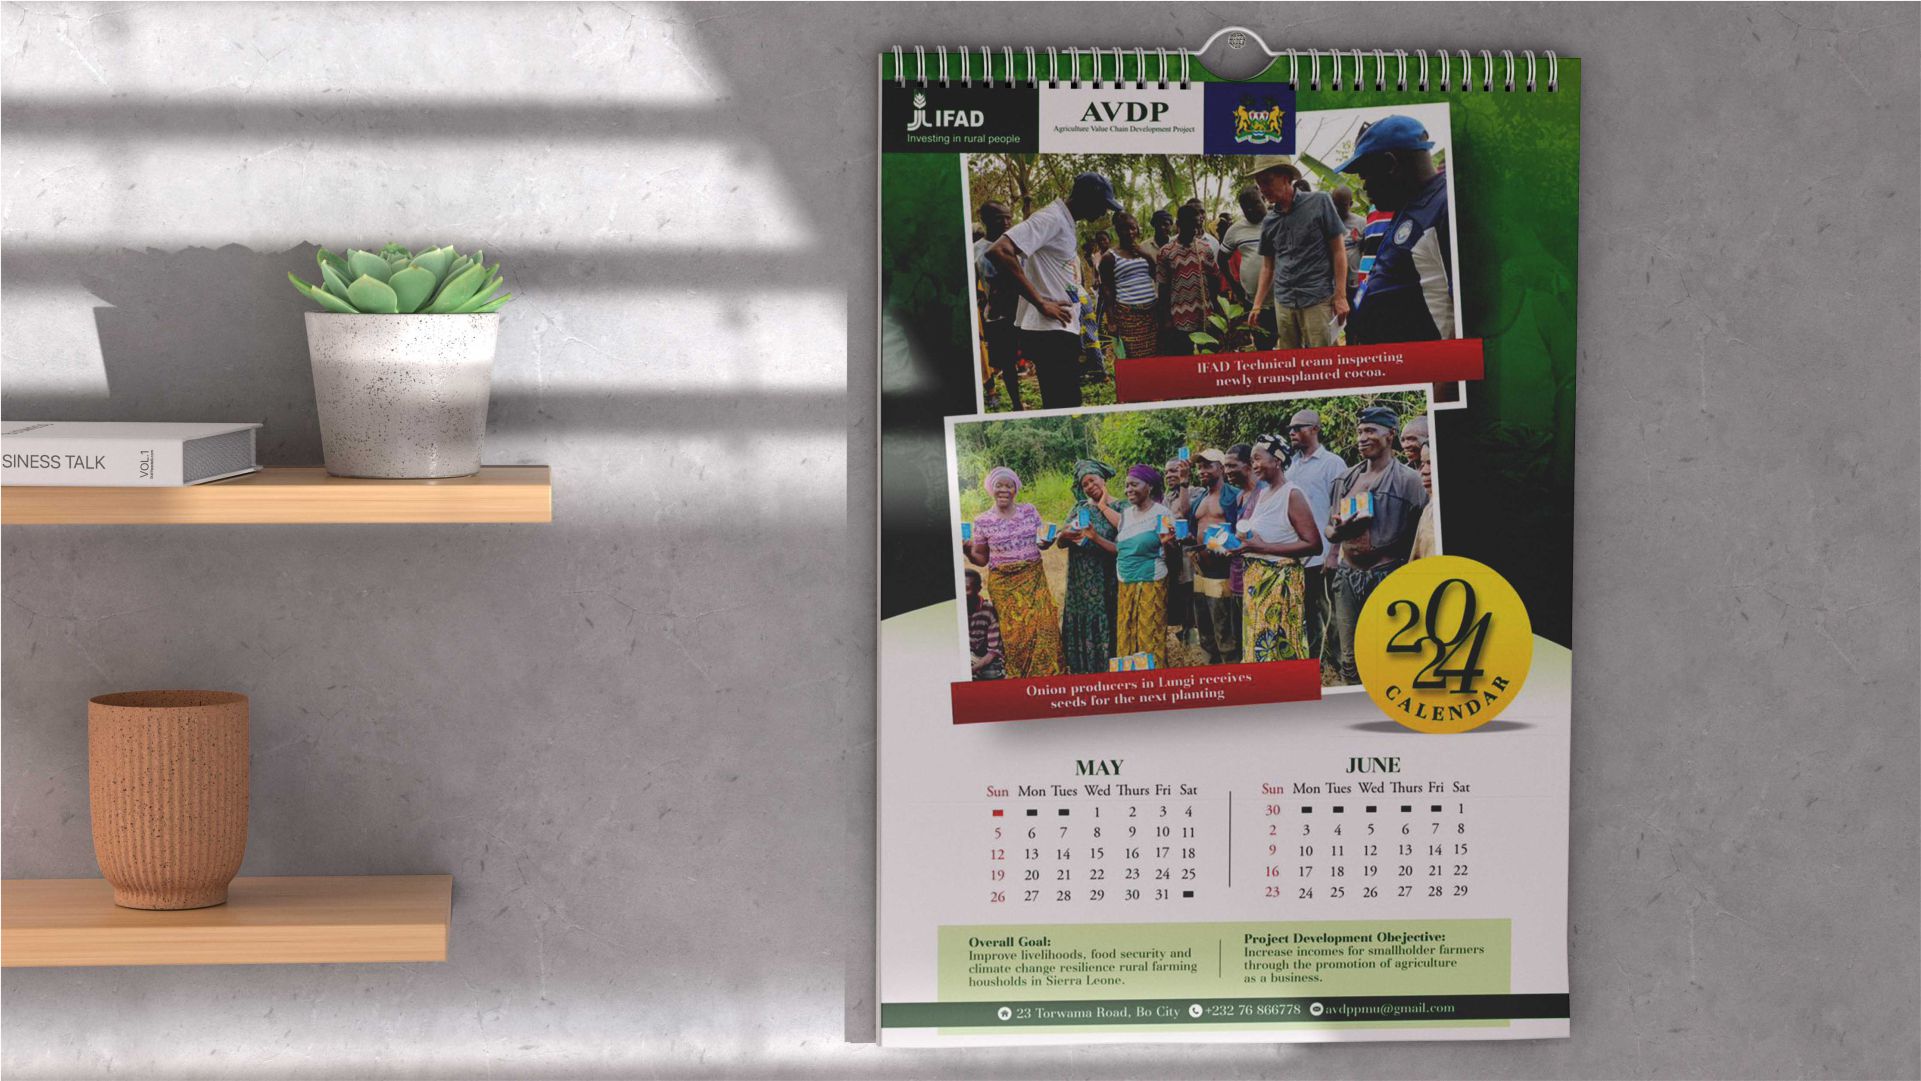 SINESS TALK
VOL.1
IFAD
Investing in rural people
AVDP
Agriculture Value Chain Development Project
IFAD Technical team inspecting
newly transplanted cocoa.
Onion producers in Lungi receives
seeds for the next planting
2024
CALENDAR
MAY
Sun Mon Tues Wed Thurs Fri Sat
1 2 3 4
5 6 7 8 9 10 11
12 13 14 15 16 17 18
19 20 21 22 23 24 25
26 27 28 29 30 31
JUNE
Sun Mon Tues Wed Thurs Fri Sat
30 1
2 3 4 5 6 7 8
9 10 11 12 13 14 15
16 17 18 19 20 21 22
23 24 25 26 27 28 29
Overall Goal:
Improve livelihoods, food security and
climate change resilience rural farming
housholds in Sierra Leone.
Project Development Obejective:
Increase incomes for smallholder farmers
through the promotion of agriculture
as a business.
23 Torwama Road, Bo City +232 76 866778 avdppmu@gmail.com